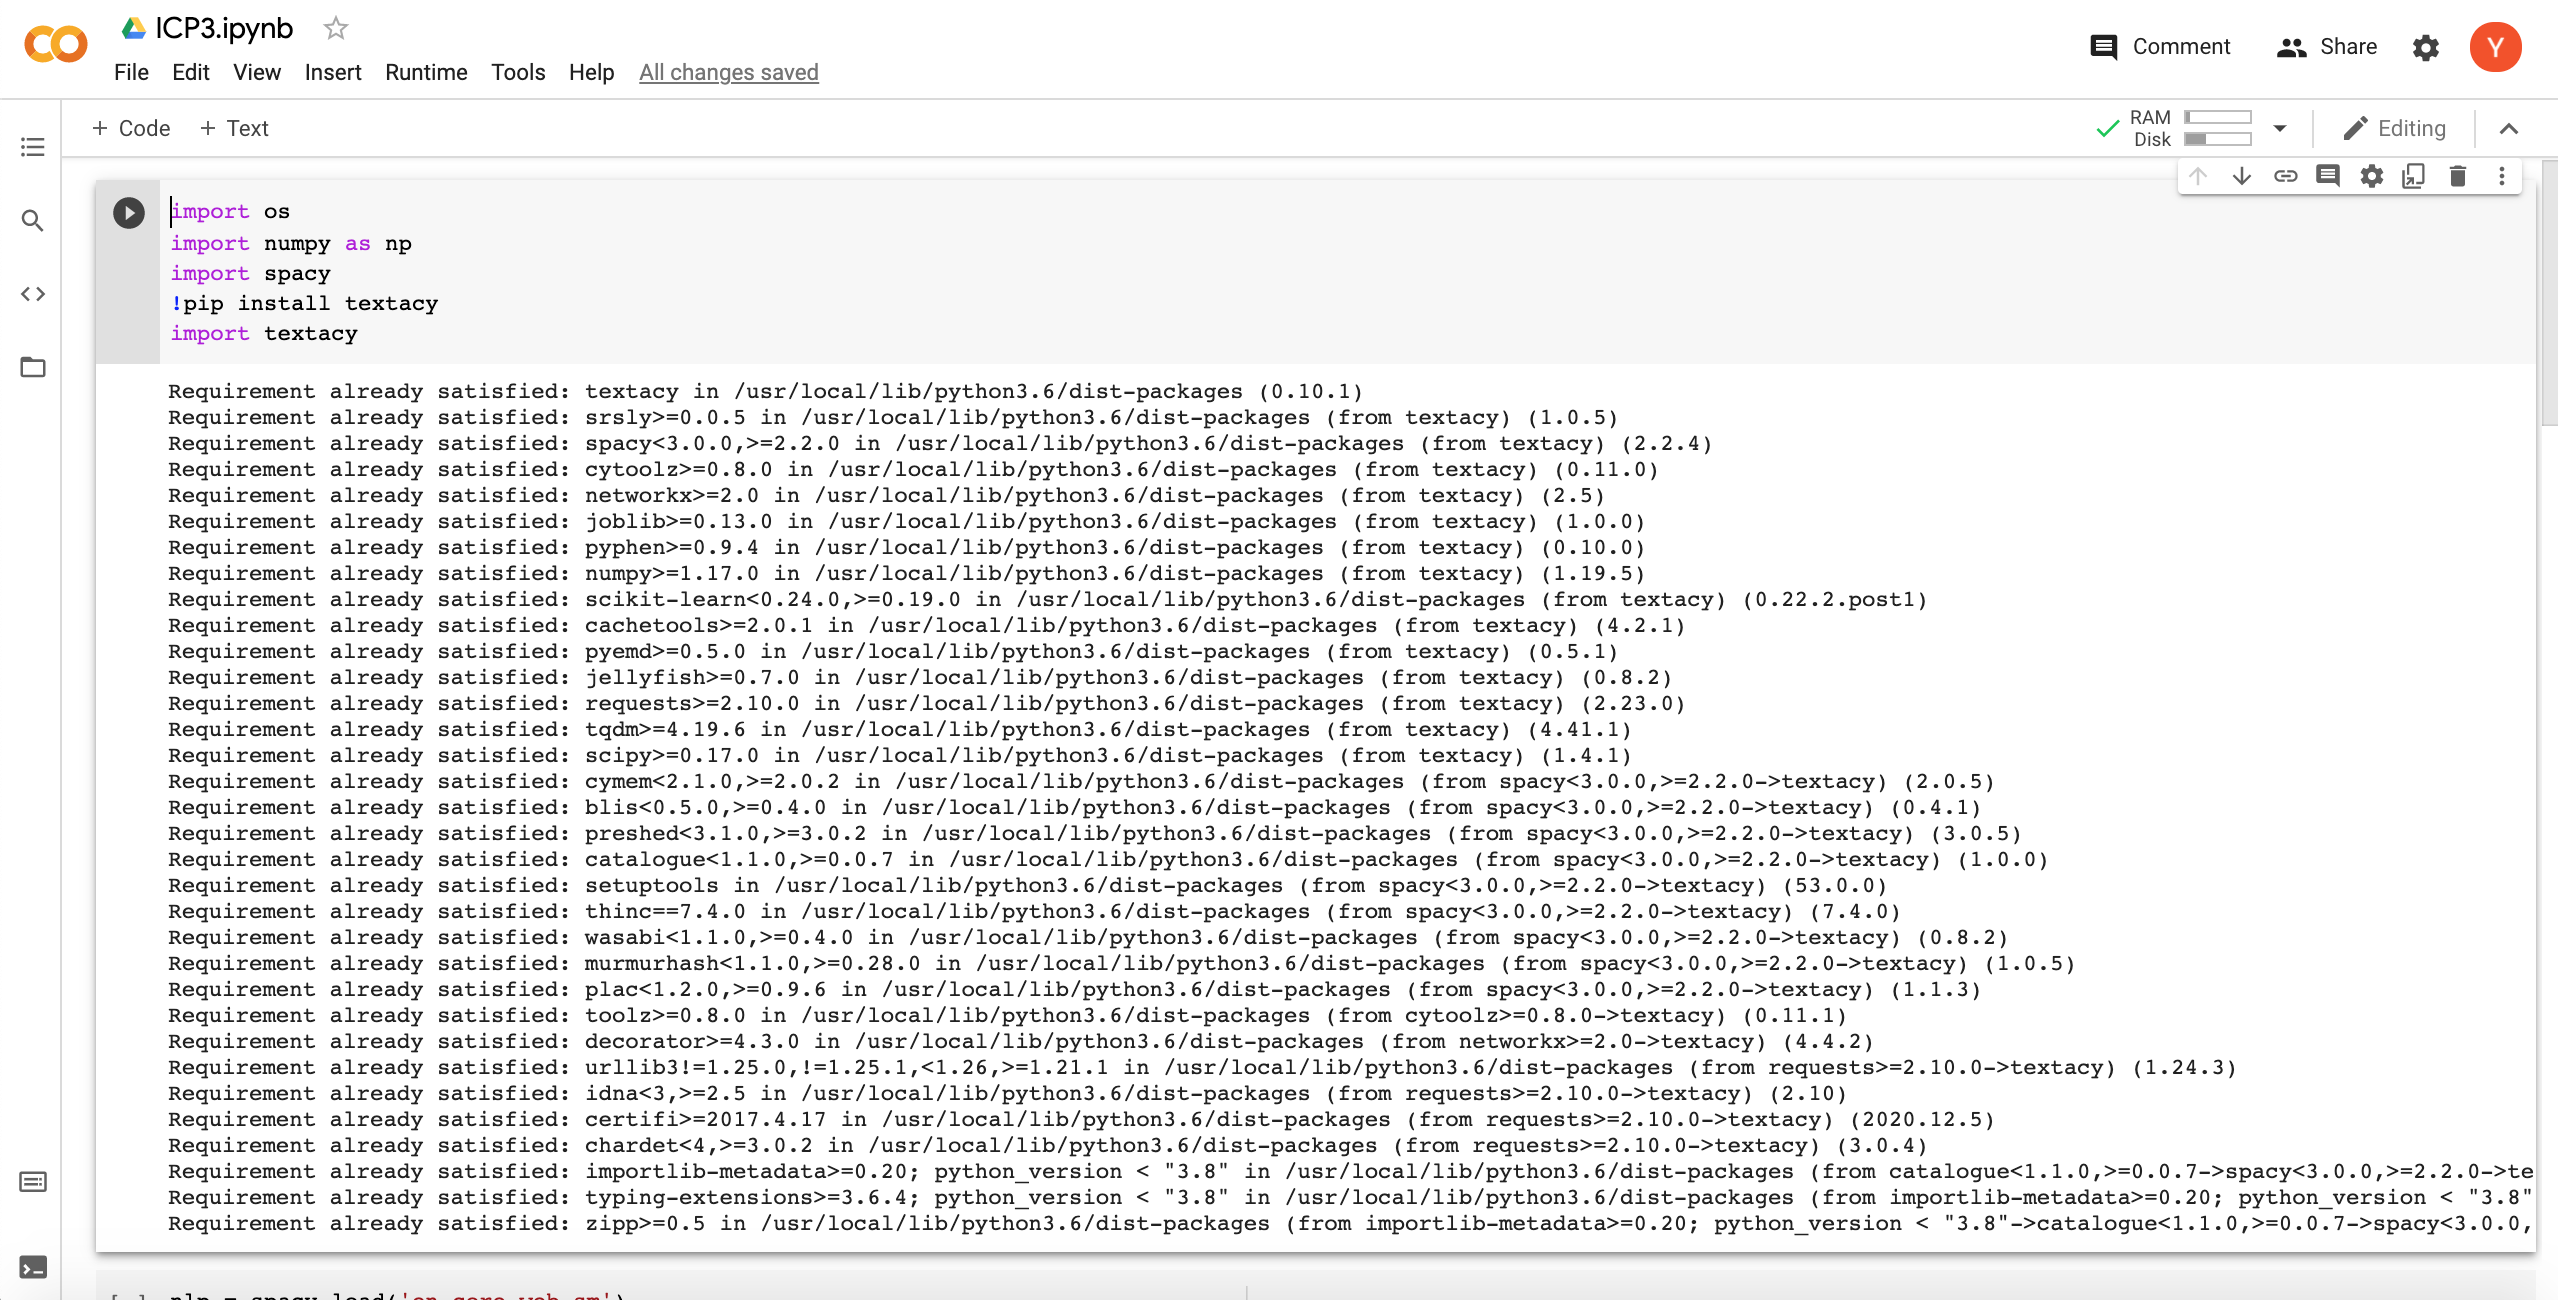 ICP3.ipynb
File Edit View Insert Runtime Tools Help All changes saved
Comment Share Y
+ Code + Text
RAM
Disk
Editing
import os
import numpy as np
import spacy
!pip install textacy
import textacy
Requirement already satisfied: textacy in /usr/local/lib/python3.6/dist-packages (0.10.1)
Requirement already satisfied: srsly>=0.0.5 in /usr/local/lib/python3.6/dist-packages (from textacy) (1.0.5)
Requirement already satisfied: spacy<3.0.0,>=2.2.0 in /usr/local/lib/python3.6/dist-packages (from textacy) (2.2.4)
Requirement already satisfied: cytoolz>=0.8.0 in /usr/local/lib/python3.6/dist-packages (from textacy) (0.11.0)
Requirement already satisfied: networkx>=2.0 in /usr/local/lib/python3.6/dist-packages (from textacy) (2.5)
Requirement already satisfied: joblib>=0.13.0 in /usr/local/lib/python3.6/dist-packages (from textacy) (1.0.0)
Requirement already satisfied: pyphen>=0.9.4 in /usr/local/lib/python3.6/dist-packages (from textacy) (0.10.0)
Requirement already satisfied: numpy>=1.17.0 in /usr/local/lib/python3.6/dist-packages (from textacy) (1.19.5)
Requirement already satisfied: scikit-learn<0.24.0,>=0.19.0 in /usr/local/lib/python3.6/dist-packages (from textacy) (0.22.2.post1)
Requirement already satisfied: cachetools>=2.0.1 in /usr/local/lib/python3.6/dist-packages (from textacy) (4.2.1)
Requirement already satisfied: pyemd>=0.5.0 in /usr/local/lib/python3.6/dist-packages (from textacy) (0.5.1)
Requirement already satisfied: jellyfish>=0.7.0 in /usr/local/lib/python3.6/dist-packages (from textacy) (0.8.2)
Requirement already satisfied: requests>=2.10.0 in /usr/local/lib/python3.6/dist-packages (from textacy) (2.23.0)
Requirement already satisfied: tqdm>=4.19.6 in /usr/local/lib/python3.6/dist-packages (from textacy) (4.41.1)
Requirement already satisfied: scipy>=0.17.0 in /usr/local/lib/python3.6/dist-packages (from textacy) (1.4.1)
Requirement already satisfied: cymem<2.1.0,>=2.0.2 in /usr/local/lib/python3.6/dist-packages (from spacy<3.0.0,>=2.2.0->textacy) (2.0.5)
Requirement already satisfied: blis<0.5.0,>=0.4.0 in /usr/local/lib/python3.6/dist-packages (from spacy<3.0.0,>=2.2.0->textacy) (0.4.1)
Requirement already satisfied: preshed<3.1.0,>=3.0.2 in /usr/local/lib/python3.6/dist-packages (from spacy<3.0.0,>=2.2.0->textacy) (3.0.5)
Requirement already satisfied: catalogue<1.1.0,>=0.0.7 in /usr/local/lib/python3.6/dist-packages (from spacy<3.0.0,>=2.2.0->textacy) (1.0.0)
Requirement already satisfied: setuptools in /usr/local/lib/python3.6/dist-packages (from spacy<3.0.0,>=2.2.0->textacy) (53.0.0)
Requirement already satisfied: thinc==7.4.0 in /usr/local/lib/python3.6/dist-packages (from spacy<3.0.0,>=2.2.0->textacy) (7.4.0)
Requirement already satisfied: wasabi<1.1.0,>=0.4.0 in /usr/local/lib/python3.6/dist-packages (from spacy<3.0.0,>=2.2.0->textacy) (0.8.2)
Requirement already satisfied: murmurhash<1.1.0,>=0.28.0 in /usr/local/lib/python3.6/dist-packages (from spacy<3.0.0,>=2.2.0->textacy) (1.0.5)
Requirement already satisfied: plac<1.2.0,>=0.9.6 in /usr/local/lib/python3.6/dist-packages (from spacy<3.0.0,>=2.2.0->textacy) (1.1.3)
Requirement already satisfied: toolz>=0.8.0 in /usr/local/lib/python3.6/dist-packages (from cytoolz>=0.8.0->textacy) (0.11.1)
Requirement already satisfied: decorator>=4.3.0 in /usr/local/lib/python3.6/dist-packages (from networkx>=2.0->textacy) (4.4.2)
Requirement already satisfied: urllib3!=1.25.0,!=1.25.1,<1.26,>=1.21.1 in /usr/local/lib/python3.6/dist-packages (from requests>=2.10.0->textacy) (1.24.3)
Requirement already satisfied: idna<3,>=2.5 in /usr/local/lib/python3.6/dist-packages (from requests>=2.10.0->textacy) (2.10)
Requirement already satisfied: certifi>=2017.4.17 in /usr/local/lib/python3.6/dist-packages (from requests>=2.10.0->textacy) (2020.12.5)
Requirement already satisfied: chardet<4,>=3.0.2 in /usr/local/lib/python3.6/dist-packages (from requests>=2.10.0->textacy) (3.0.4)
Requirement already satisfied: importlib-metadata>=0.20; python_version < "3.8" in /usr/local/lib/python3.6/dist-packages (from catalogue<1.1.0,>=0.0.7->spacy<3.0.0,>=2.2.0->te
Requirement already satisfied: typing-extensions>=3.6.4; python_version < "3.8" in /usr/local/lib/python3.6/dist-packages (from importlib-metadata>=0.20; python_version < "3.8"
Requirement already satisfied: zipp>=0.5 in /usr/local/lib/python3.6/dist-packages (from importlib-metadata>=0.20; python_version < "3.8"->catalogue<1.1.0,>=0.0.7->spacy<3.0.0,